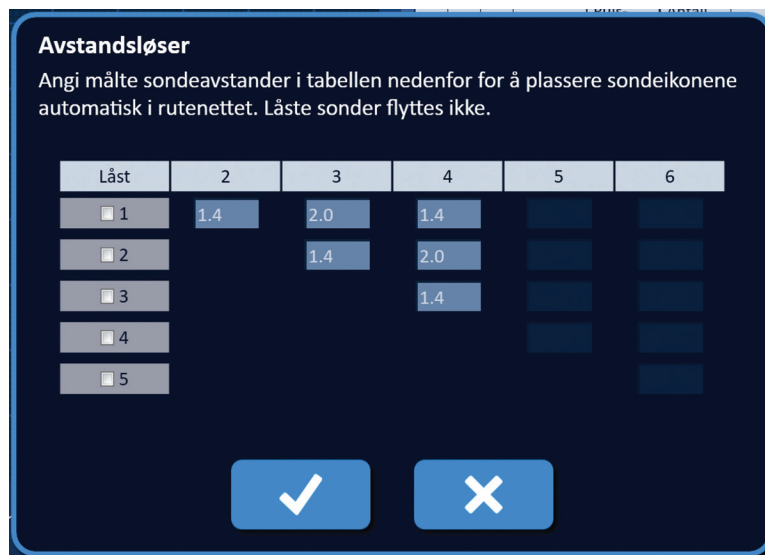 Avstandsløser
Angi målte sondeavstander i tabellen nedenfor for å plassere sondeikonene
automatisk i rutenettet. Låste sonder flyttes ikke.
Låst 2 3 4 5 6
1 1.4 2.0 1.4
2 1.4 2.0
3 1.4
4
5